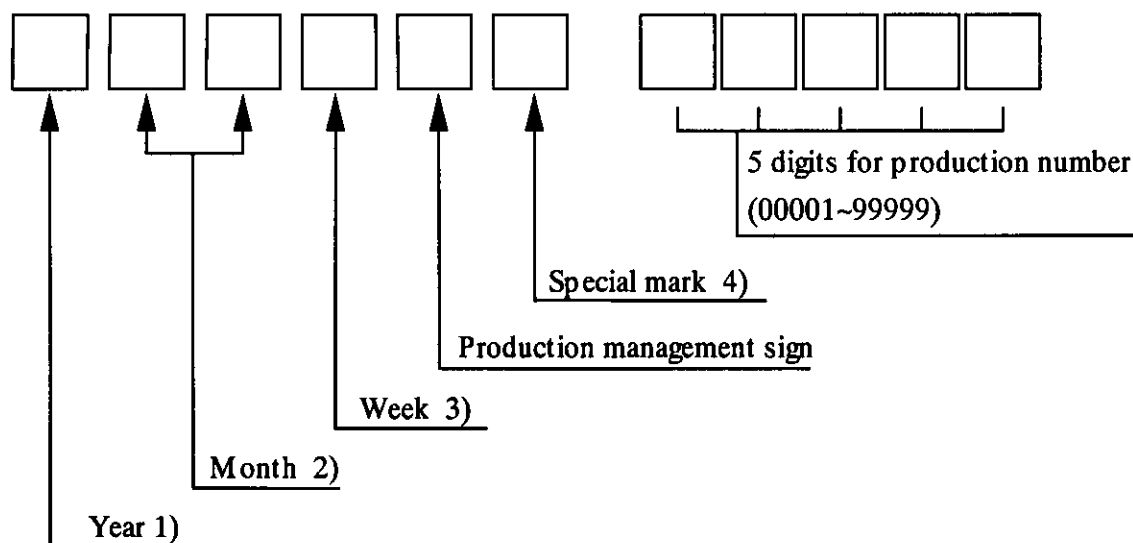 5 digits for production number
(00001~99999)
Special mark 4)
Production management sign
Week 3)
Month 2)
Year 1)